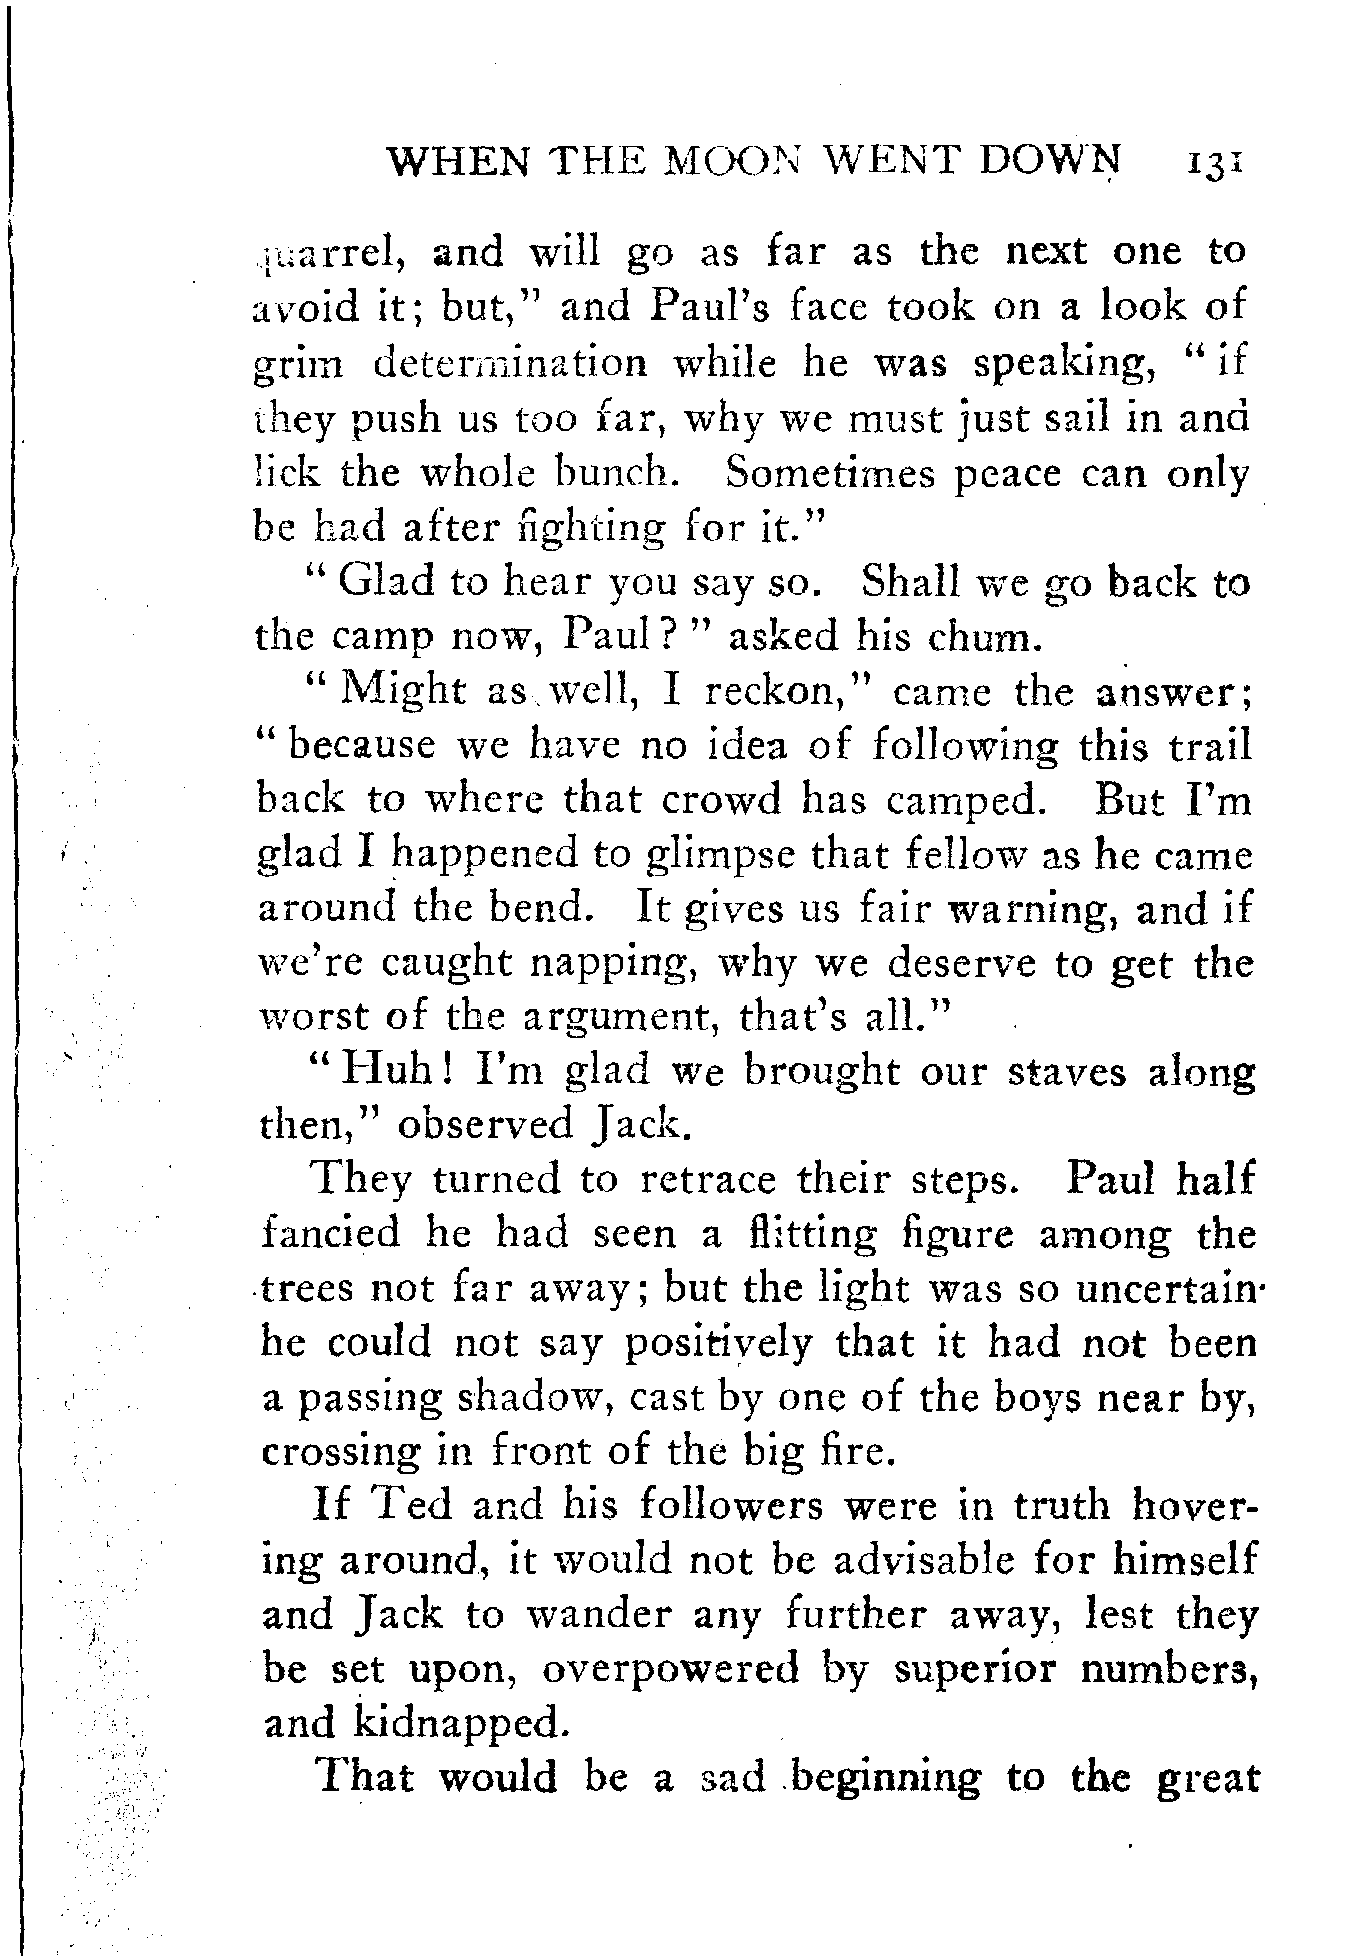 WHEN THE MOON WENT DOWN 131
quarrel, and will go as far as the next one to
avoid it; but," and Paul's face took on a look of
grim determination while he was speaking, "if
they push us too far, why we must just sail in and
lick the whole bunch. Sometimes peace can only
be had after fighting for it."
"Glad to hear you say so. Shall we go back to
the camp now, Paul?" asked his chum.
"Might as well, I reckon," came the answer;
"because we have no idea of following this trail
back to where that crowd has camped. But I'm
glad I happened to glimpse that fellow as he came
around the bend. It gives us fair warning, and if
we're caught napping, why we deserve to get the
worst of the argument, that's all."
"Huh! I'm glad we brought our staves along
then," observed Jack.
They turned to retrace their steps. Paul half
fancied he had seen a flitting figure among the
trees not far away; but the light was so uncertain
he could not say positively that it had not been
a passing shadow, cast by one of the boys near by,
crossing in front of the big fire.
If Ted and his followers were in truth hover-
ing around, it would not be advisable for himself
and Jack to wander any further away, lest they
be set upon, overpowered by superior numbers,
and kidnapped.
That would be a sad beginning to the great